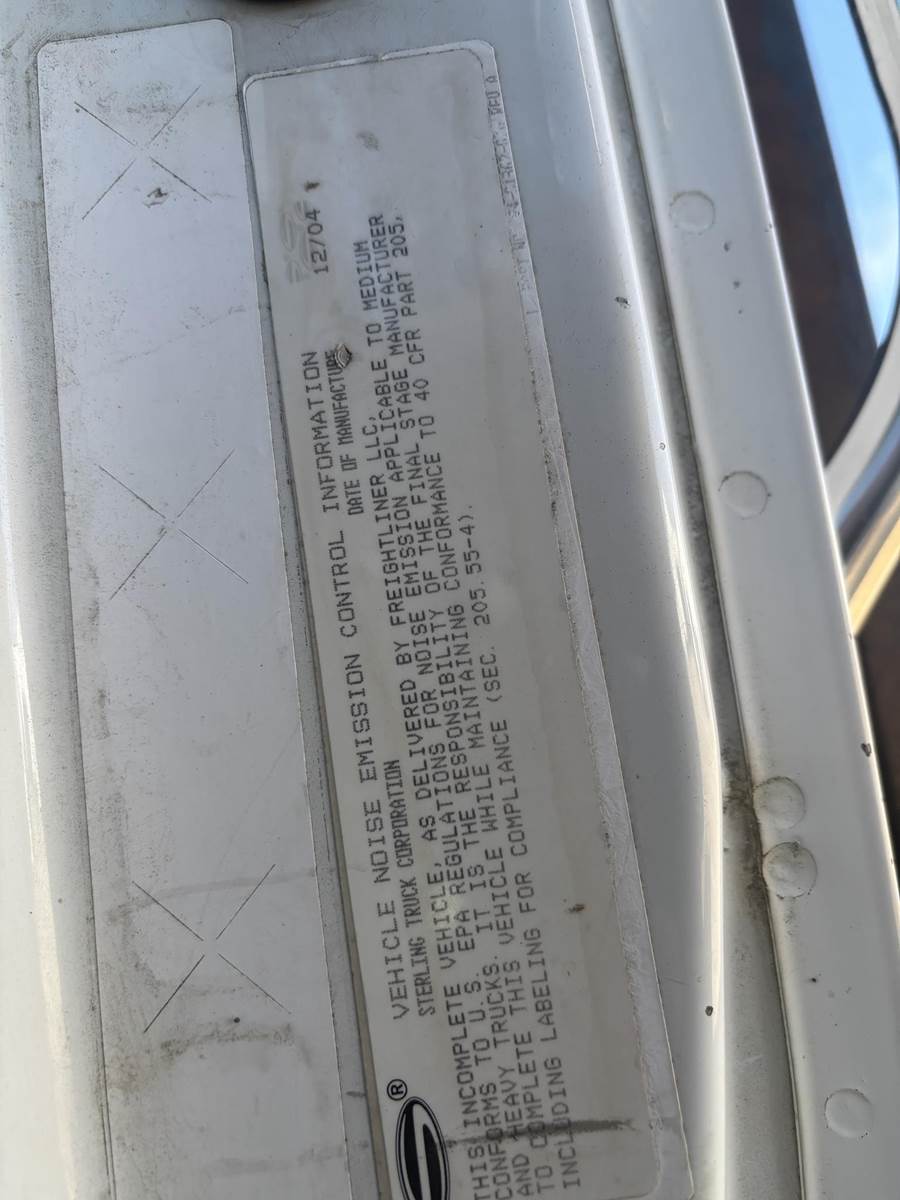 VEHICLE NOISE EMISSION CONTROL INFORMATION
STERLING TRUCK CORPORATION DATE OF MANUFACTURE 12/04
THIS INCOMPLETE VEHICLE, AS DELIVERED BY FREIGHTLINER LLC,
CONFORMS TO U.S. EPA REGULATIONS FOR NOISE EMISSION APPLICABLE TO MEDIUM
AND HEAVY TRUCKS. IT IS THE RESPONSIBILITY OF THE FINAL STAGE MANUFACTURER
TO COMPLETE THIS VEHICLE WHILE MAINTAINING CONFORMANCE TO 40 CFR PART 205,
INCLUDING LABELING FOR COMPLIANCE (SEC. 205.55-4).
®